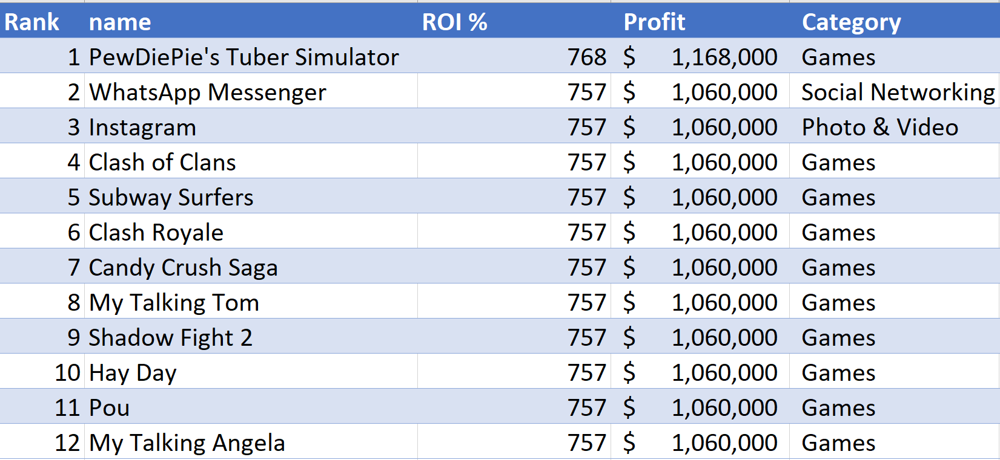 Rank name ROI % Profit Category
1 PewDiePie's Tuber Simulator 768 $ 1,168,000 Games
2 WhatsApp Messenger 757 $ 1,060,000 Social Networking
3 Instagram 757 $ 1,060,000 Photo & Video
4 Clash of Clans 757 $ 1,060,000 Games
5 Subway Surfers 757 $ 1,060,000 Games
6 Clash Royale 757 $ 1,060,000 Games
7 Candy Crush Saga 757 $ 1,060,000 Games
8 My Talking Tom 757 $ 1,060,000 Games
9 Shadow Fight 2 757 $ 1,060,000 Games
10 Hay Day 757 $ 1,060,000 Games
11 Pou 757 $ 1,060,000 Games
12 My Talking Angela 757 $ 1,060,000 Games